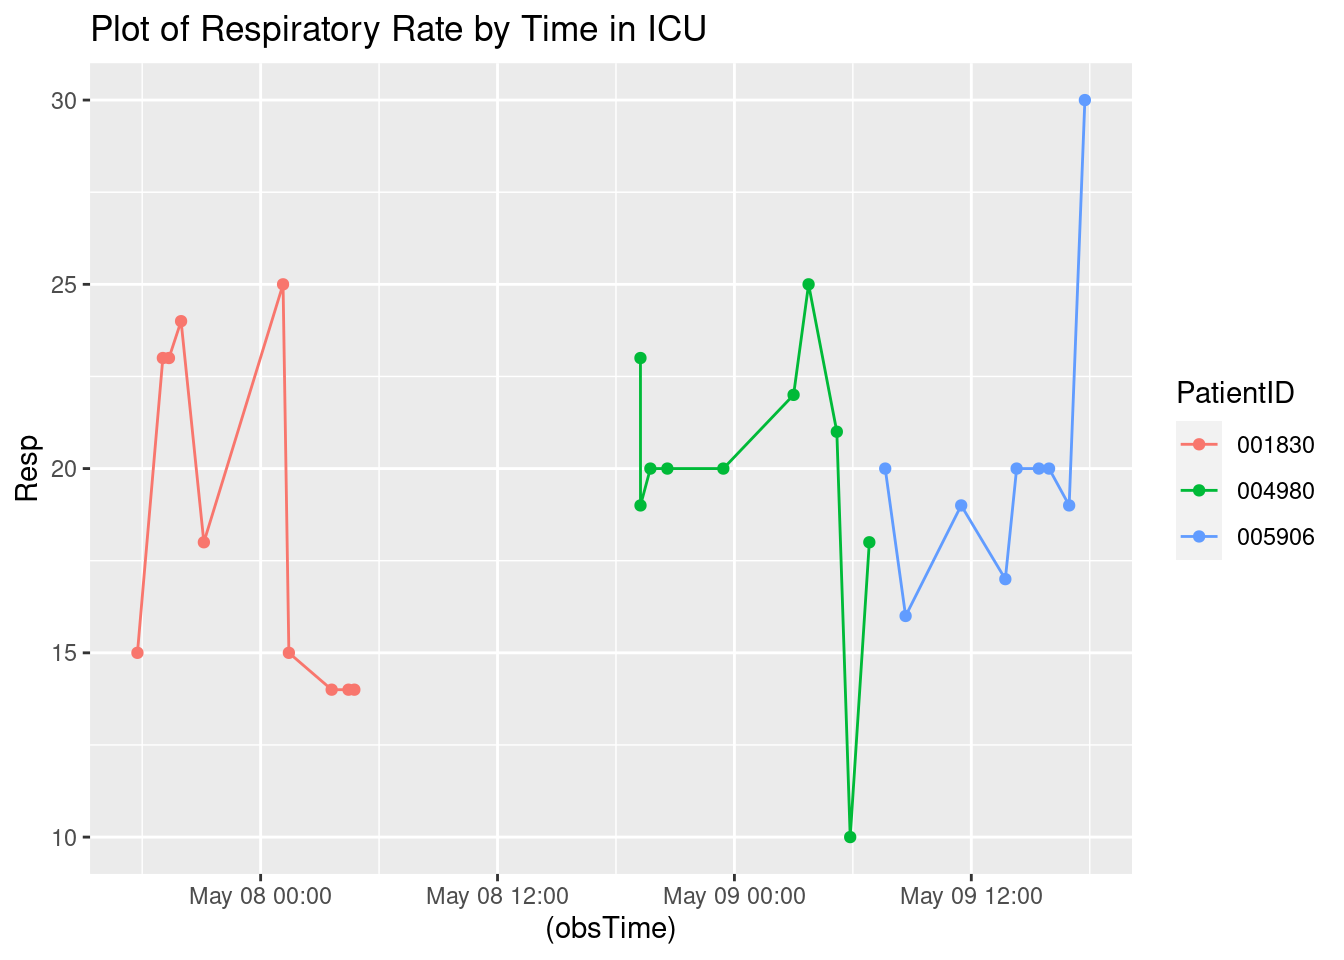 Plot of Respiratory Rate by Time in ICU
30
25
20
15
10
Resp
May 08 00:00
May 08 12:00
May 09 00:00
May 09 12:00
(obsTime)
PatientID
001830
004980
005906